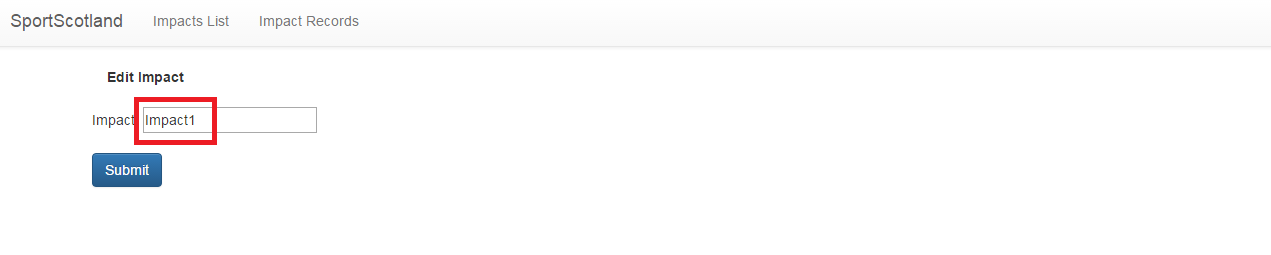 SportScotland Impacts List Impact Records
Edit Impact
Impact Impact1
Submit